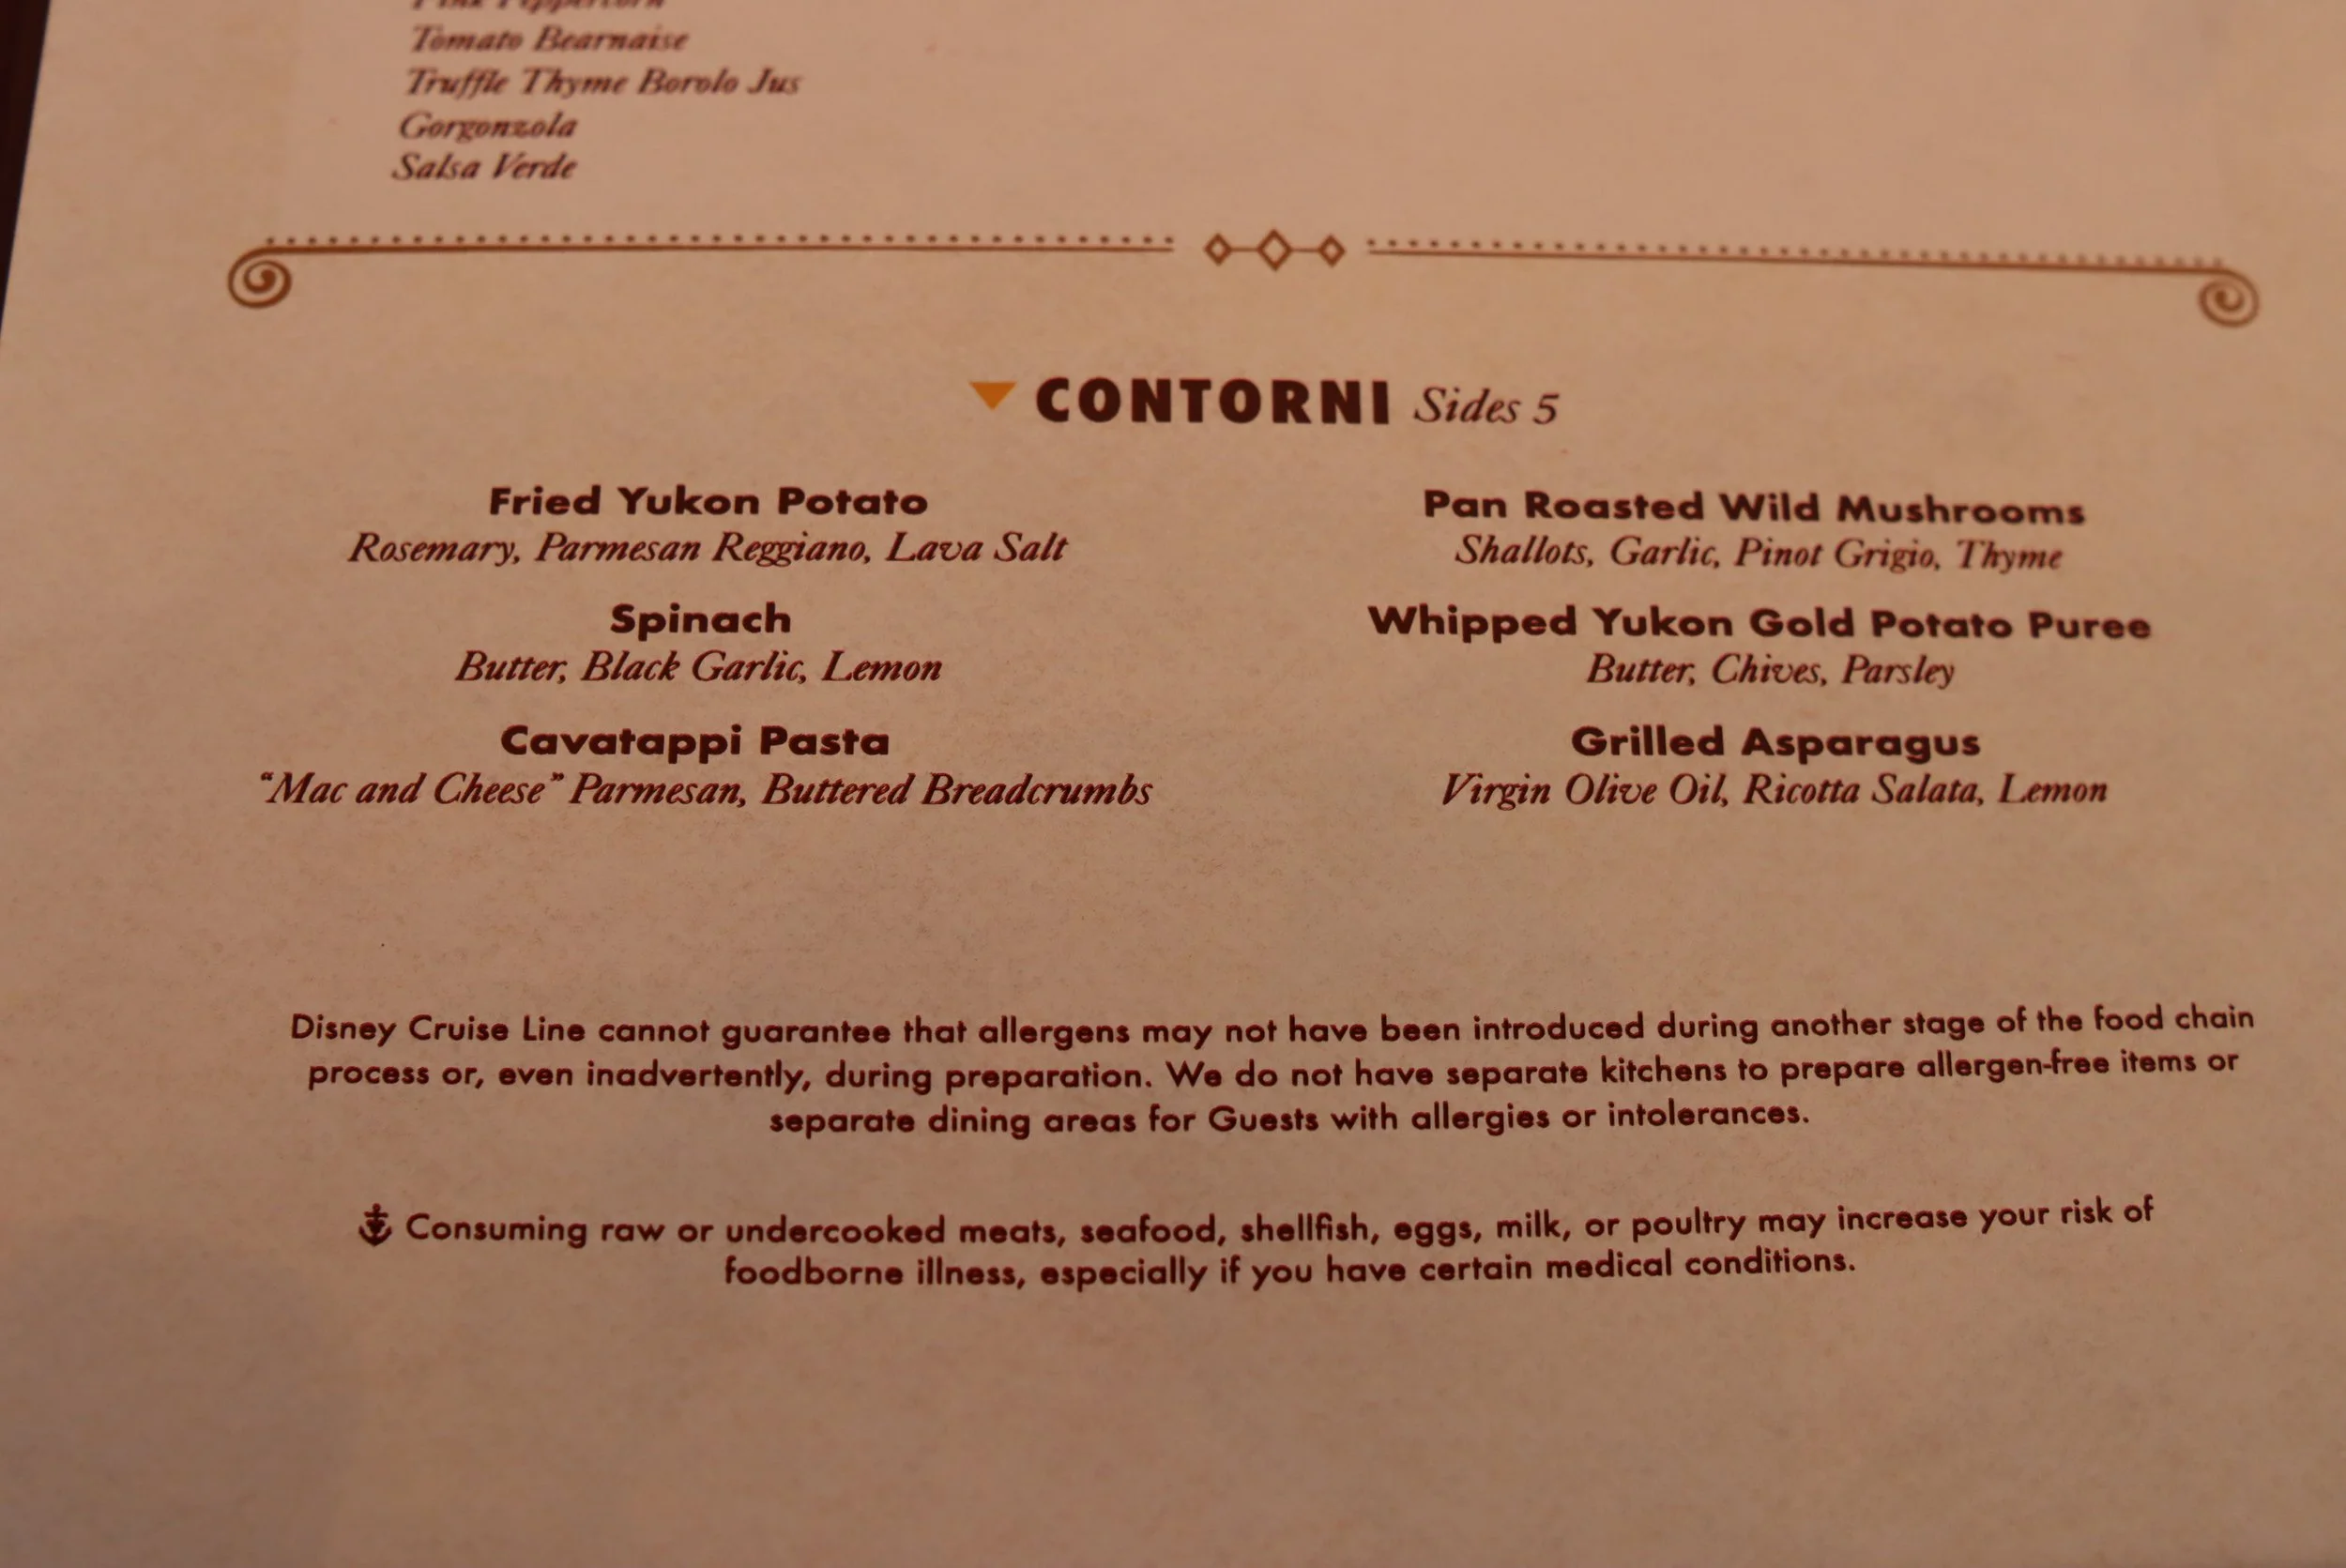 Pink Peppercorn
Tomato Bearnaise
Truffle Thyme Borolo Jus
Gorgonzola
Salsa Verde
CONTORNI Sides 5
Fried Yukon Potato
Rosemary, Parmesan Reggiano, Lava Salt
Spinach
Butter, Black Garlic, Lemon
Cavatappi Pasta
“Mac and Cheese” Parmesan, Buttered Breadcrumbs
Pan Roasted Wild Mushrooms
Shallots, Garlic, Pinot Grigio, Thyme
Whipped Yukon Gold Potato Puree
Butter, Chives, Parsley
Grilled Asparagus
Virgin Olive Oil, Ricotta Salata, Lemon
Disney Cruise Line cannot guarantee that allergens may not have been introduced during another stage of the food chain
process or, even inadvertently, during preparation. We do not have separate kitchens to prepare allergen-free items or
separate dining areas for Guests with allergies or intolerances.
Consuming raw or undercooked meats, seafood, shellfish, eggs, milk, or poultry may increase your risk of
foodborne illness, especially if you have certain medical conditions.